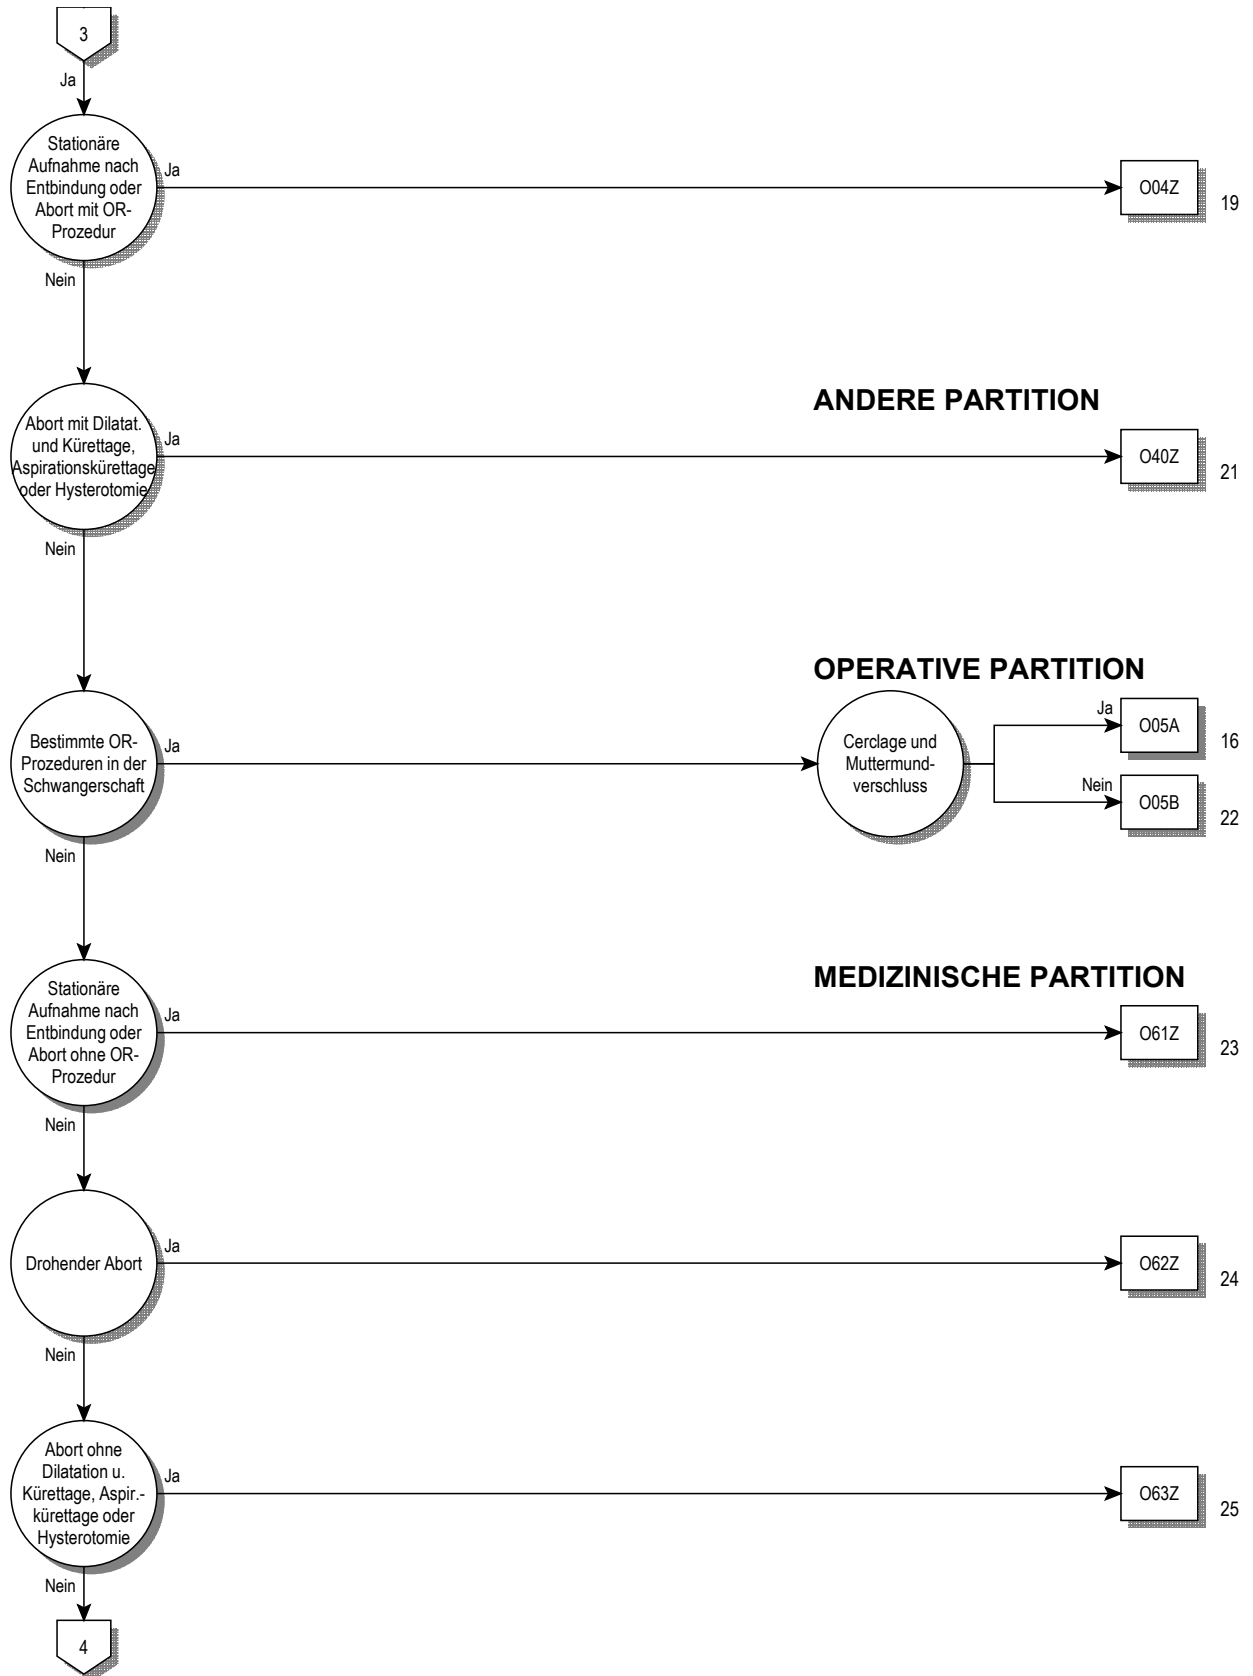 3
Ja
Stationäre
Aufnahme nach
Entbindung oder
Abort mit OR-
Prozedur
Ja
O04Z
19
Nein
ANDERE PARTITION
Abort mit Dilatat.
und Kürettage,
Aspirationskürettage
oder Hysterotomie
Ja
O40Z
21
Nein
OPERATIVE PARTITION
Bestimmte OR-
Prozeduren in der
Schwangerschaft
Ja
Cerclage und
Muttermund-
verschluss
Ja
O05A
16
Nein
O05B
22
Nein
MEDIZINISCHE PARTITION
Stationäre
Aufnahme nach
Entbindung oder
Abort ohne OR-
Prozedur
Ja
O61Z
23
Nein
Drohender Abort
Ja
O62Z
24
Nein
Abort ohne
Dilatation u.
Kürettage, Aspir.-
kürettage oder
Hysterotomie
Ja
O63Z
25
Nein
4